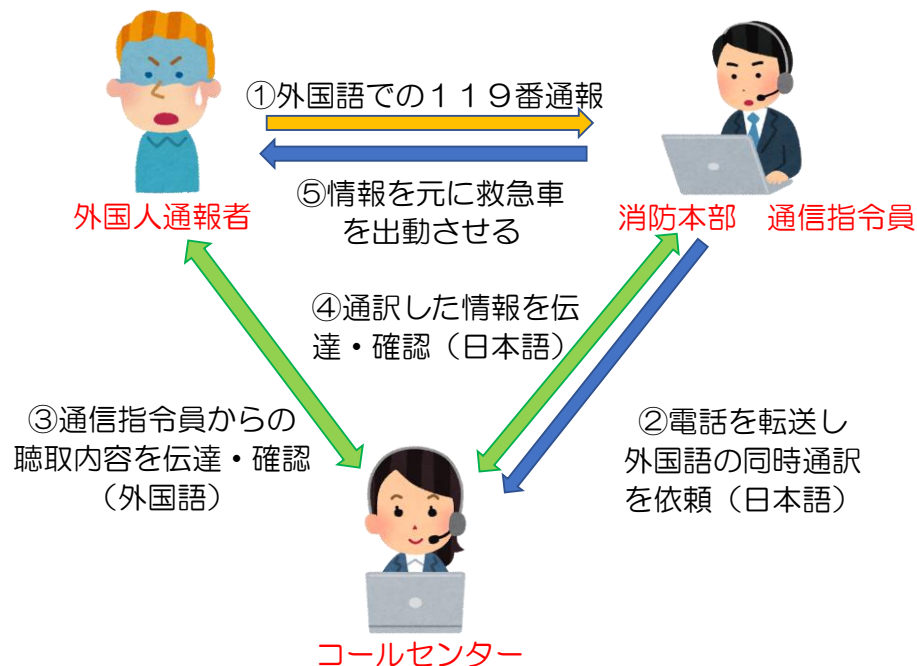 ①外国語での１１９番通報
⑤情報を元に救急車
を出動させる
外国人通報者
消防本部　通信指令員
④通訳した情報を伝
達・確認（日本語）
③通信指令員からの
聴取内容を伝達・確認
（外国語）
②電話を転送し
外国語の同時通訳
を依頼（日本語）
コールセンター